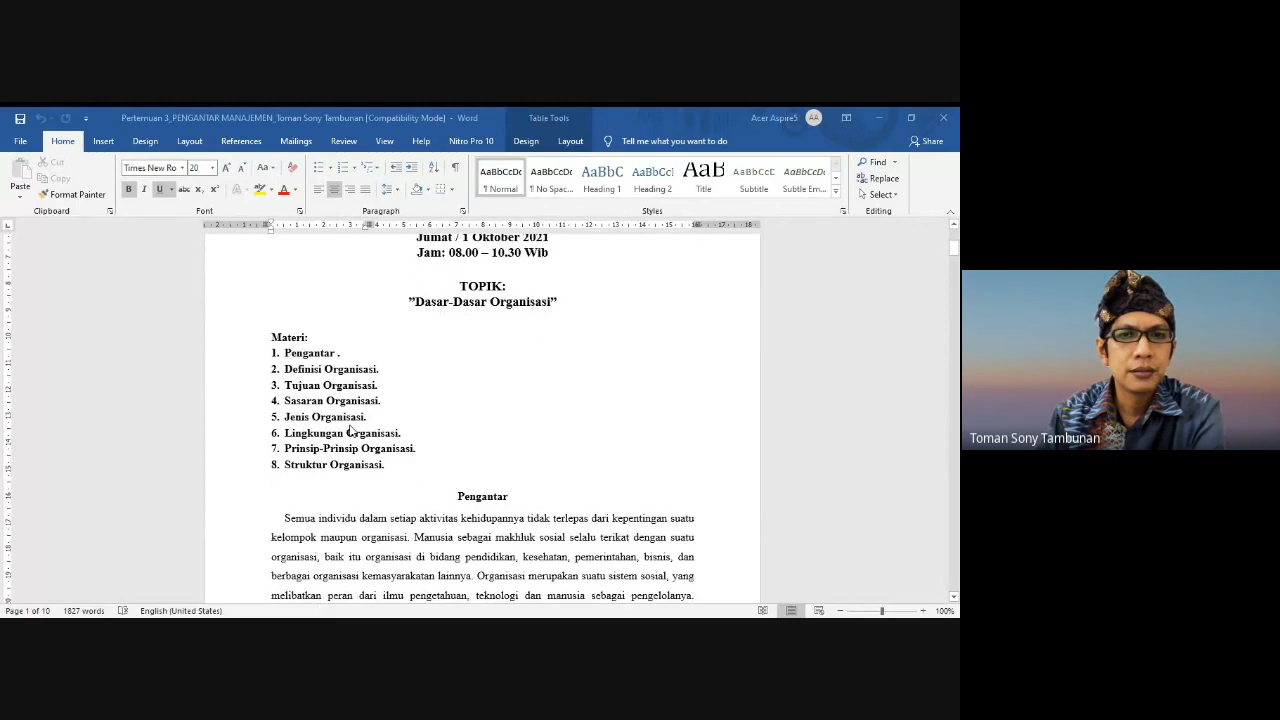 Pertemuan 3_PENGANTAR MANAJEMEN_Toman Sony Tambunan [Compatibility Mode] - Word
Table Tools
Acer Aspire5
AA
File
Home
Insert
Design
Layout
References
Mailings
Review
View
Help
Nitro Pro 10
Design
Layout
Tell me what you want to do
Share
Paste
Cut
Copy
Format Painter
Clipboard
Times New Ro
20
Font
Paragraph
AaBbCcDc
¶ Normal
AaBbCcDc
¶ No Spac...
AaBbC
Heading 1
AaBbCcI
Heading 2
AaB
Title
AaBbCcD
Subtitle
AaBbCcD
Subtle Em...
Styles
Find
Replace
Select
Editing
Jumat / 1 Oktober 2021
Jam: 08.00 – 10.30 Wib
TOPIK:
”Dasar-Dasar Organisasi”
Materi:
1. Pengantar .
2. Definisi Organisasi.
3. Tujuan Organisasi.
4. Sasaran Organisasi.
5. Jenis Organisasi.
6. Lingkungan Organisasi.
7. Prinsip-Prinsip Organisasi.
8. Struktur Organisasi.
Pengantar
Semua individu dalam setiap aktivitas kehidupannya tidak terlepas dari kepentingan suatu
kelompok maupun organisasi. Manusia sebagai makhluk sosial selalu terikat dengan suatu
organisasi, baik itu organisasi di bidang pendidikan, kesehatan, pemerintahan, bisnis, dan
berbagai organisasi kemasyarakatan lainnya. Organisasi merupakan suatu sistem sosial, yang
melibatkan peran dari ilmu pengetahuan, teknologi dan manusia sebagai pengelolanya.
Page 1 of 10
1827 words
English (United States)
100%
Toman Sony Tambunan